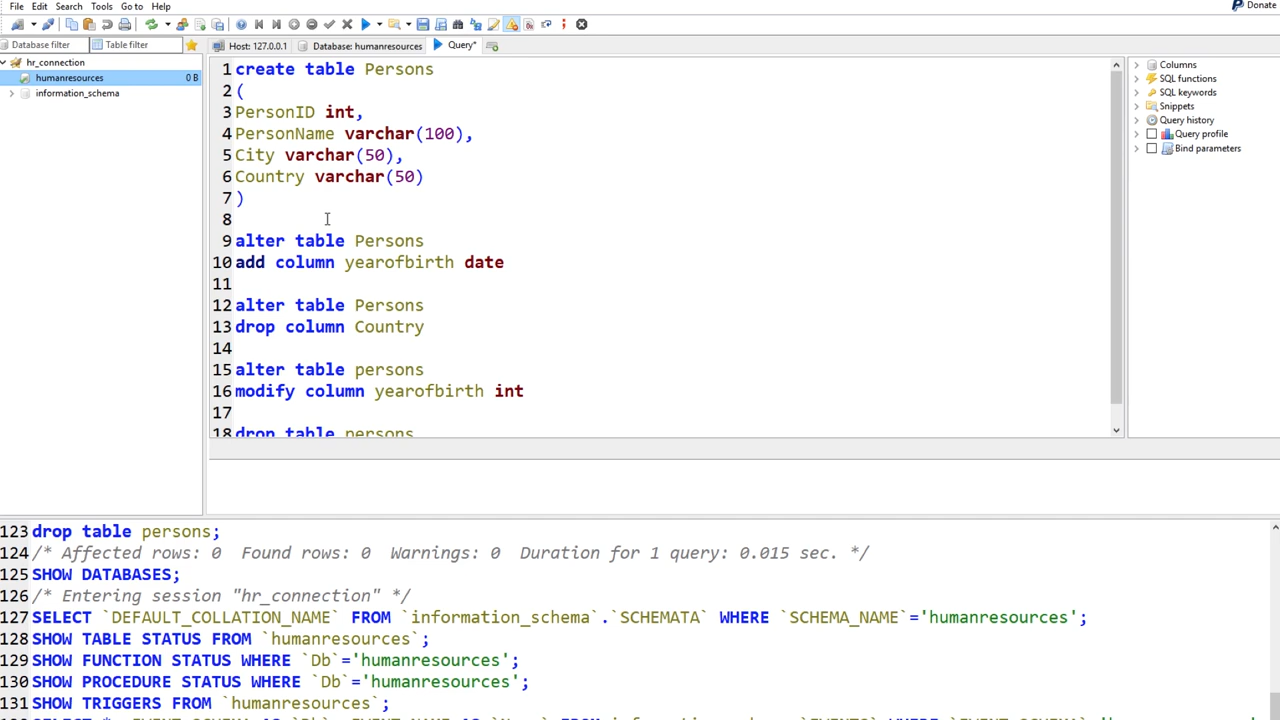 File Edit Search Tools Go to Help
Donate
Database filter Table filter Host: 127.0.0.1 Database: humanresources Query*
hr_connection
humanresources 0 B
information_schema
1 create table Persons
2 (
3 PersonID int,
4 PersonName varchar(100),
5 City varchar(50),
6 Country varchar(50)
7 )
8
9 alter table Persons
10 add column yearofbirth date
11
12 alter table Persons
13 drop column Country
14
15 alter table persons
16 modify column yearofbirth int
17
18 drop table persons
Columns
SQL functions
SQL keywords
Snippets
Query history
Query profile
Bind parameters
123 drop table persons;
124 /* Affected rows: 0 Found rows: 0 Warnings: 0 Duration for 1 query: 0.015 sec. */
125 SHOW DATABASES;
126 /* Entering session "hr_connection" */
127 SELECT `DEFAULT_COLLATION_NAME` FROM `information_schema`.`SCHEMATA` WHERE `SCHEMA_NAME`='humanresources';
128 SHOW TABLE STATUS FROM `humanresources`;
129 SHOW FUNCTION STATUS WHERE `Db`='humanresources';
130 SHOW PROCEDURE STATUS WHERE `Db`='humanresources';
131 SHOW TRIGGERS FROM `humanresources`;